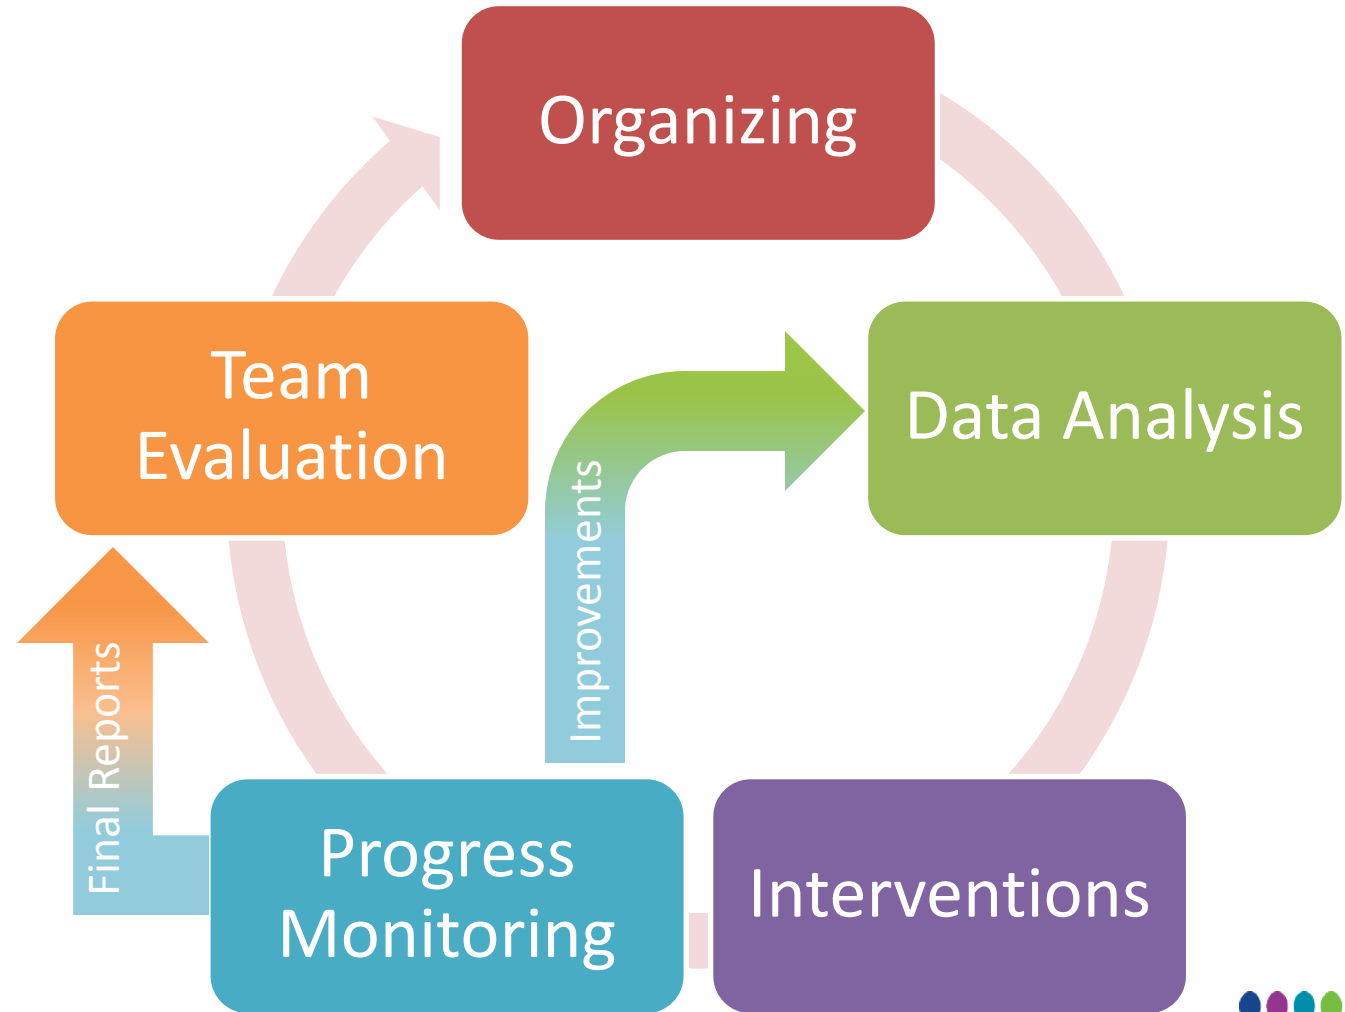 Organizing
Team
Evaluation
Data Analysis
Improvements
Final Reports
Progress
Monitoring
Interventions